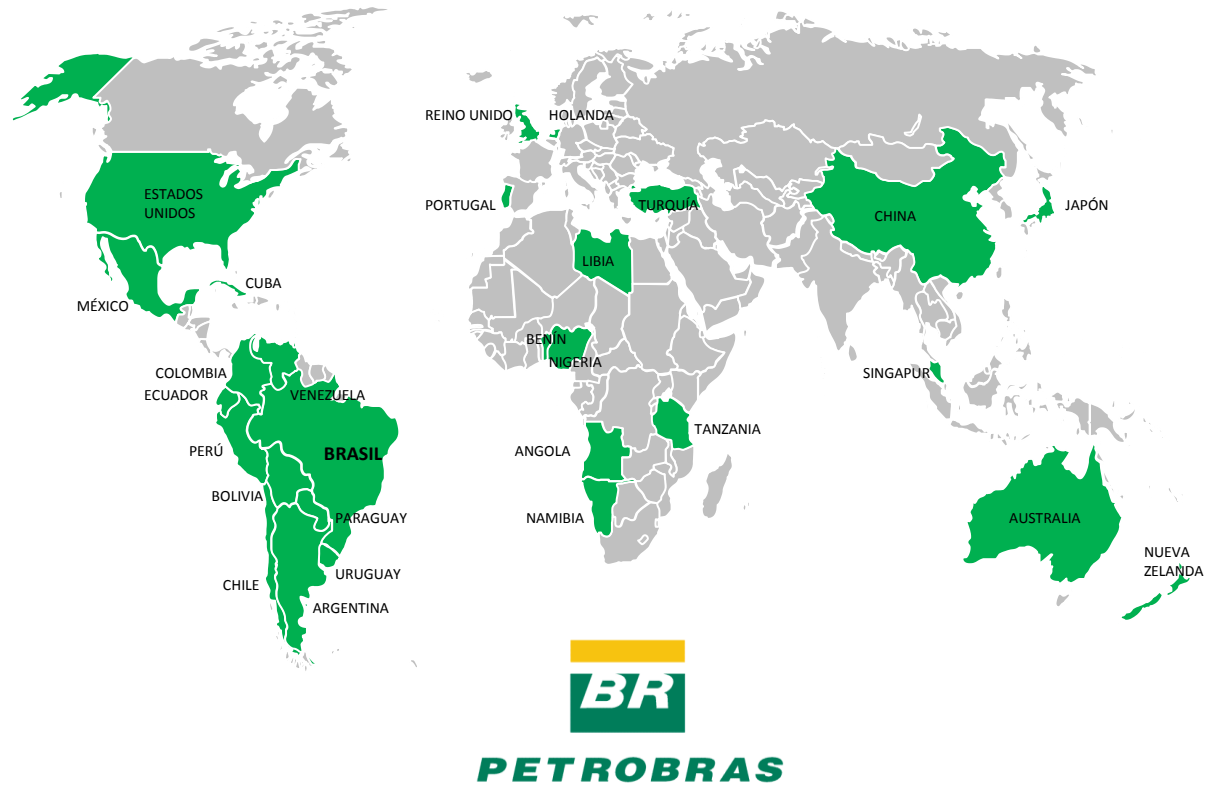 REINO UNIDO
HOLANDA
ESTADOS
UNIDOS
PORTUGAL
TURQUÍA
CHINA
JAPÓN
LIBIA
CUBA
MÉXICO
BENÍN
NIGERIA
COLOMBIA
SINGAPUR
ECUADOR
VENEZUELA
TANZANIA
PERÚ
BRASIL
ANGOLA
BOLIVIA
PARAGUAY
NAMIBIA
AUSTRALIA
NUEVA
ZELANDA
URUGUAY
CHILE
ARGENTINA
BR
PETROBRAS